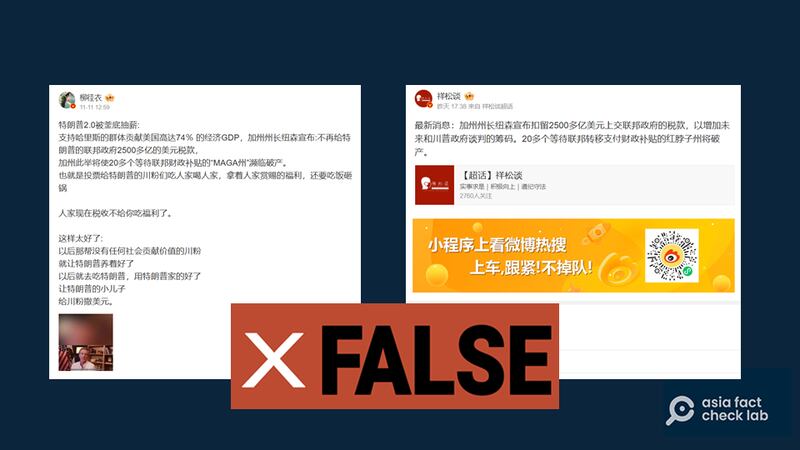 柳桂衣
11-11 12:59
特朗普2.0被釜底抽薪:
支持哈里斯的群体贡献美国高达74% 的经济GDP，加州州长纽森宣布:不再给特
朗普的联邦政府2500多亿的美元税款，
加州此半将使20多个等待联邦财政补贴的“MAGA州”濒临破产。
也就是投票给特朗普的川粉们吃人家喝人家，拿着人家赏赐的福利，还要吃饭砸
锅
人家现在税收不给你吃福利了。
这样太好了:
以后那帮没有任何社会贡献价值的川粉
就让特朗普养着好了
以后就去吃特朗普，用特朗普家的好了
让特朗普的小儿子
给川粉撒美元。
祥松谈
昨天 17:38 来自 祥松谈超话
最新消息：加州州长纽森宣布扣留2500多亿美元上交联邦政府的税款，以增加未
来和川普政府谈判的筹码。20多个等待联邦转移支付财政补贴的红脖子州将破
产。
【超话】祥松谈
实事求是 | 积极向上 | 遵纪守法
2760人关注
小程序上看微博热搜
上车,跟紧!不掉队!
X FALSE
asia fact
check lab